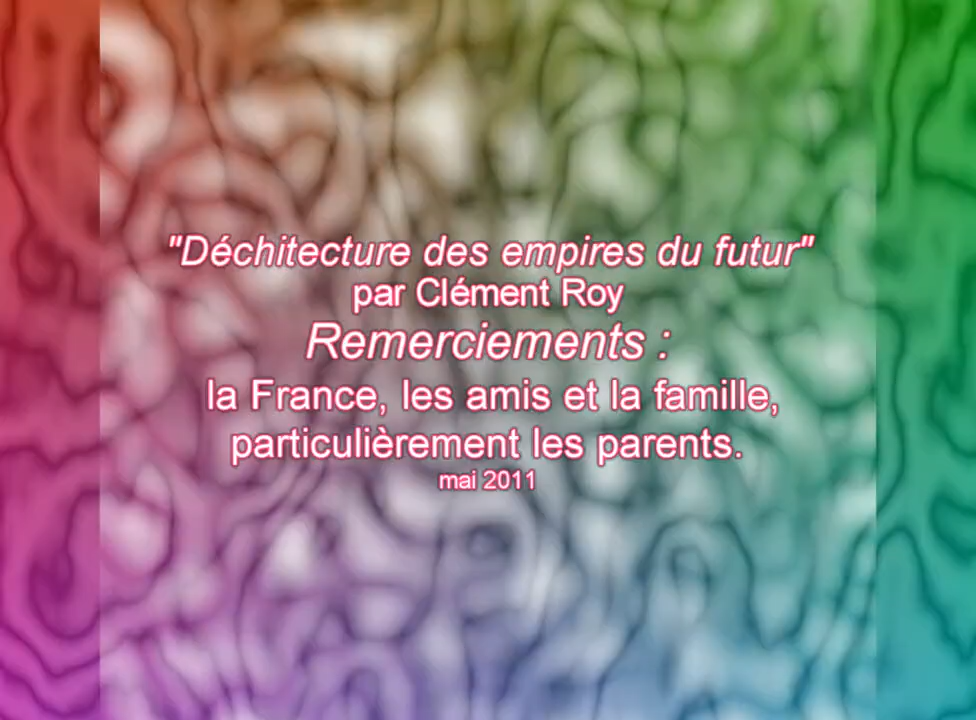 "Déchitecture des empires du futur"
par Clément Roy
Remerciements :
la France, les amis et la famille,
particulièrement les parents.
mai 2011